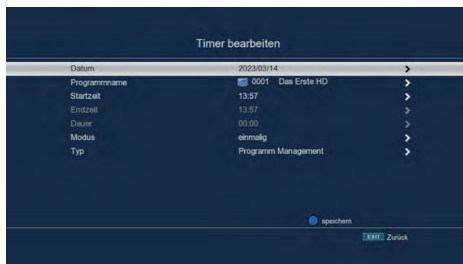 Timer bearbeiten
Datum 2023/03/14
Programmname 0001 Das Erste HD
Startzeit 13:57
Endzeit 13:57
Dauer 00:00
Modus einmalig
Typ Programm Management
speichern
EXIT Zurück